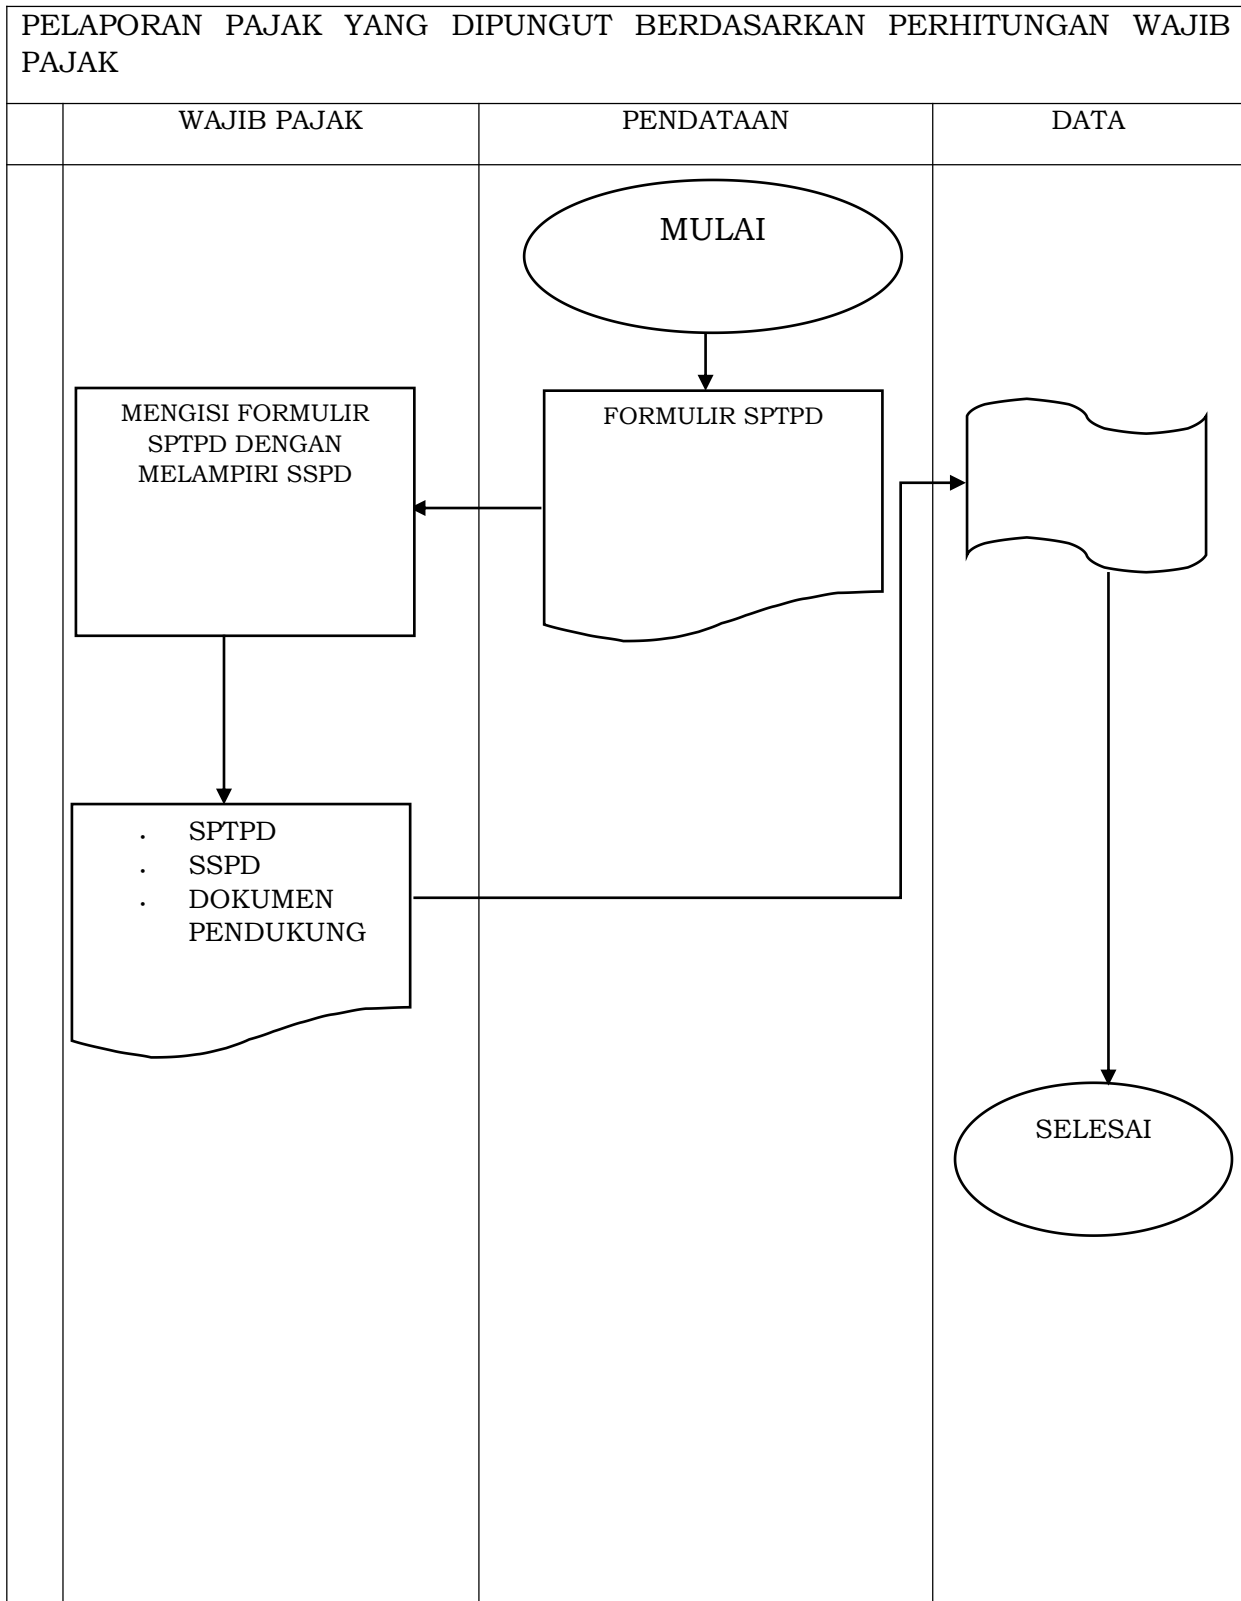 PELAPORAN PAJAK YANG DIPUNGUT BERDASARKAN PERHITUNGAN WAJIB
PAJAK
WAJIB PAJAK
PENDATAAN
DATA
MULAI
MENGISI FORMULIR
SPTPD DENGAN
MELAMPIRI SSPD
FORMULIR SPTPD
. SPTPD
. SSPD
. DOKUMEN
PENDUKUNG
SELESAI